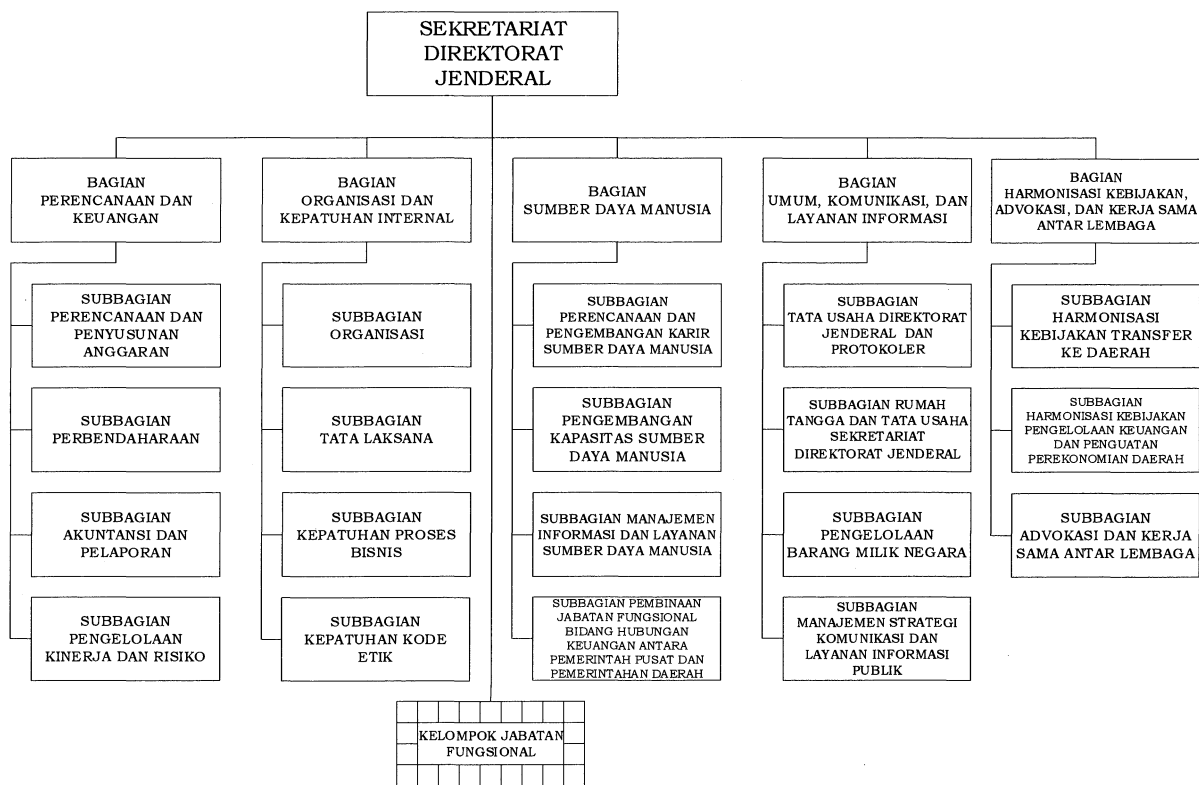 SEKRETARIAT
DIREKTORAT
JENDERAL
BAGIAN
PERENCANAAN DAN
KEUANGAN
BAGIAN
ORGANISASI DAN
KEPATUHAN INTERNAL
BAGIAN
SUMBER DAYA MANUSIA
BAGIAN
UMUM, KOMUNIKASI, DAN
LAYANAN INFORMASI
BAGIAN
HARMONISASI KEBIJAKAN,
ADVOKASI, DAN KERJA SAMA
ANTAR LEMBAGA
SUBBAGIAN
PERENCANAAN DAN
PENYUSUNAN
ANGGARAN
SUBBAGIAN
ORGANISASI
SUBBAGIAN
PERENCANAAN DAN
PENGEMBANGAN KARIR
SUMBER DAYA MANUSIA
SUBBAGIAN
TATA USAHA DIREKTORAT
JENDERAL DAN
PROTOKOLER
SUBBAGIAN
HARMONISASI
KEBIJAKAN TRANSFER
KE DAERAH
SUBBAGIAN
PERBENDAHARAAN
SUBBAGIAN
TATA LAKSANA
SUBBAGIAN
PENGEMBANGAN
KAPASITAS SUMBER
DAYA MANUSIA
SUBBAGIAN RUMAH
TANGGA DAN TATA USAHA
SEKRETARIAT
DIREKTORAT JENDERAL
SUBBAGIAN
HARMONISASI KEBIJAKAN
PENGELOLAAN KEUANGAN
DAN PENGUATAN
PEREKONOMIAN DAERAH
SUBBAGIAN
AKUNTANSI DAN
PELAPORAN
SUBBAGIAN
KEPATUHAN PROSES
BISNIS
SUBBAGIAN MANAJEMEN
INFORMASI DAN LAYANAN
SUMBER DAYA MANUSIA
SUBBAGIAN
PENGELOLAAN
BARANG MILIK NEGARA
SUBBAGIAN
ADVOKASI DAN KERJA
SAMA ANTAR LEMBAGA
SUBBAGIAN
PENGELOLAAN
KINERJA DAN RISIKO
SUBBAGIAN
KEPATUHAN KODE
ETIK
SUBBAGIAN PEMBINAAN
JABATAN FUNGSIONAL
BIDANG HUBUNGAN
KEUANGAN ANTARA
PEMERINTAH PUSAT DAN
PEMERINTAHAN DAERAH
SUBBAGIAN
MANAJEMEN STRATEGI
KOMUNIKASI DAN
LAYANAN INFORMASI
PUBLIK
KELOMPOK JABATAN
FUNGSIONAL